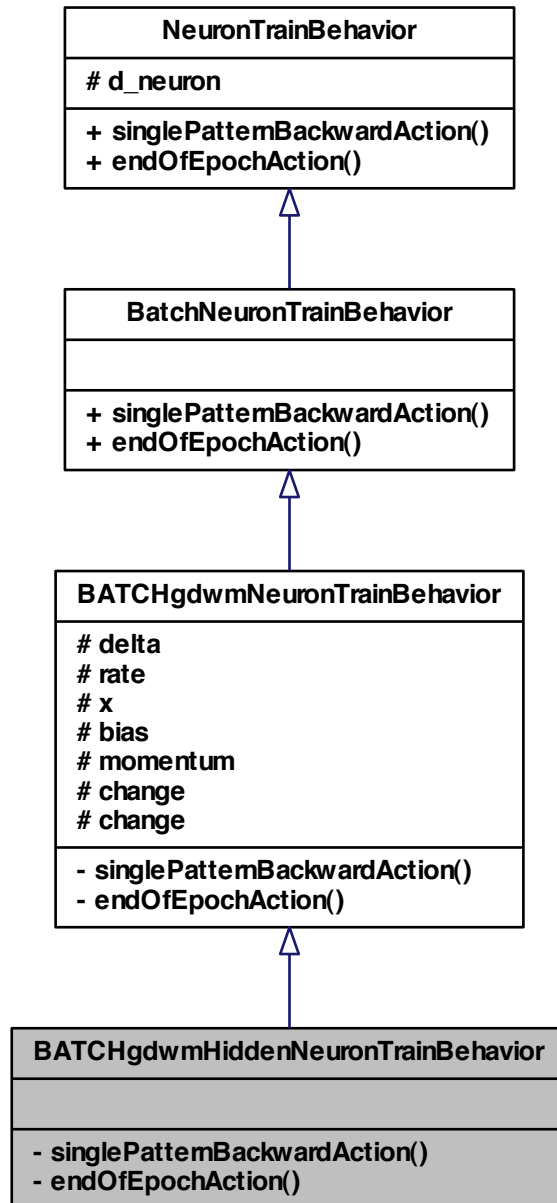 NeuronTrainBehavior
# d_neuron
+ singlePatternBackwardAction()
+ endOfEpochAction()
BatchNeuronTrainBehavior
+ singlePatternBackwardAction()
+ endOfEpochAction()
BATCHgdwmNeuronTrainBehavior
# delta
# rate
# x
# bias
# momentum
# change
# change
- singlePatternBackwardAction()
- endOfEpochAction()
BATCHgdwmHiddenNeuronTrainBehavior
- singlePatternBackwardAction()
- endOfEpochAction()